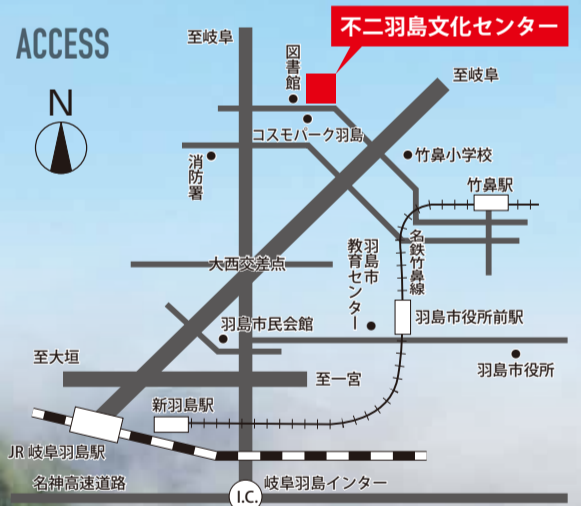 ACCESS
至岐阜
不二羽島文化センター
図書館
至岐阜
N
コスモパーク羽島
消防署
竹鼻小学校
竹鼻駅
名鉄竹鼻線
羽島市
教育センター
大西交差点
羽島市民会館
羽島市役所前駅
至大垣
至一宮
羽島市役所
新羽島駅
JR 岐阜羽島駅
名神高速道路
I.C.
岐阜羽島インター